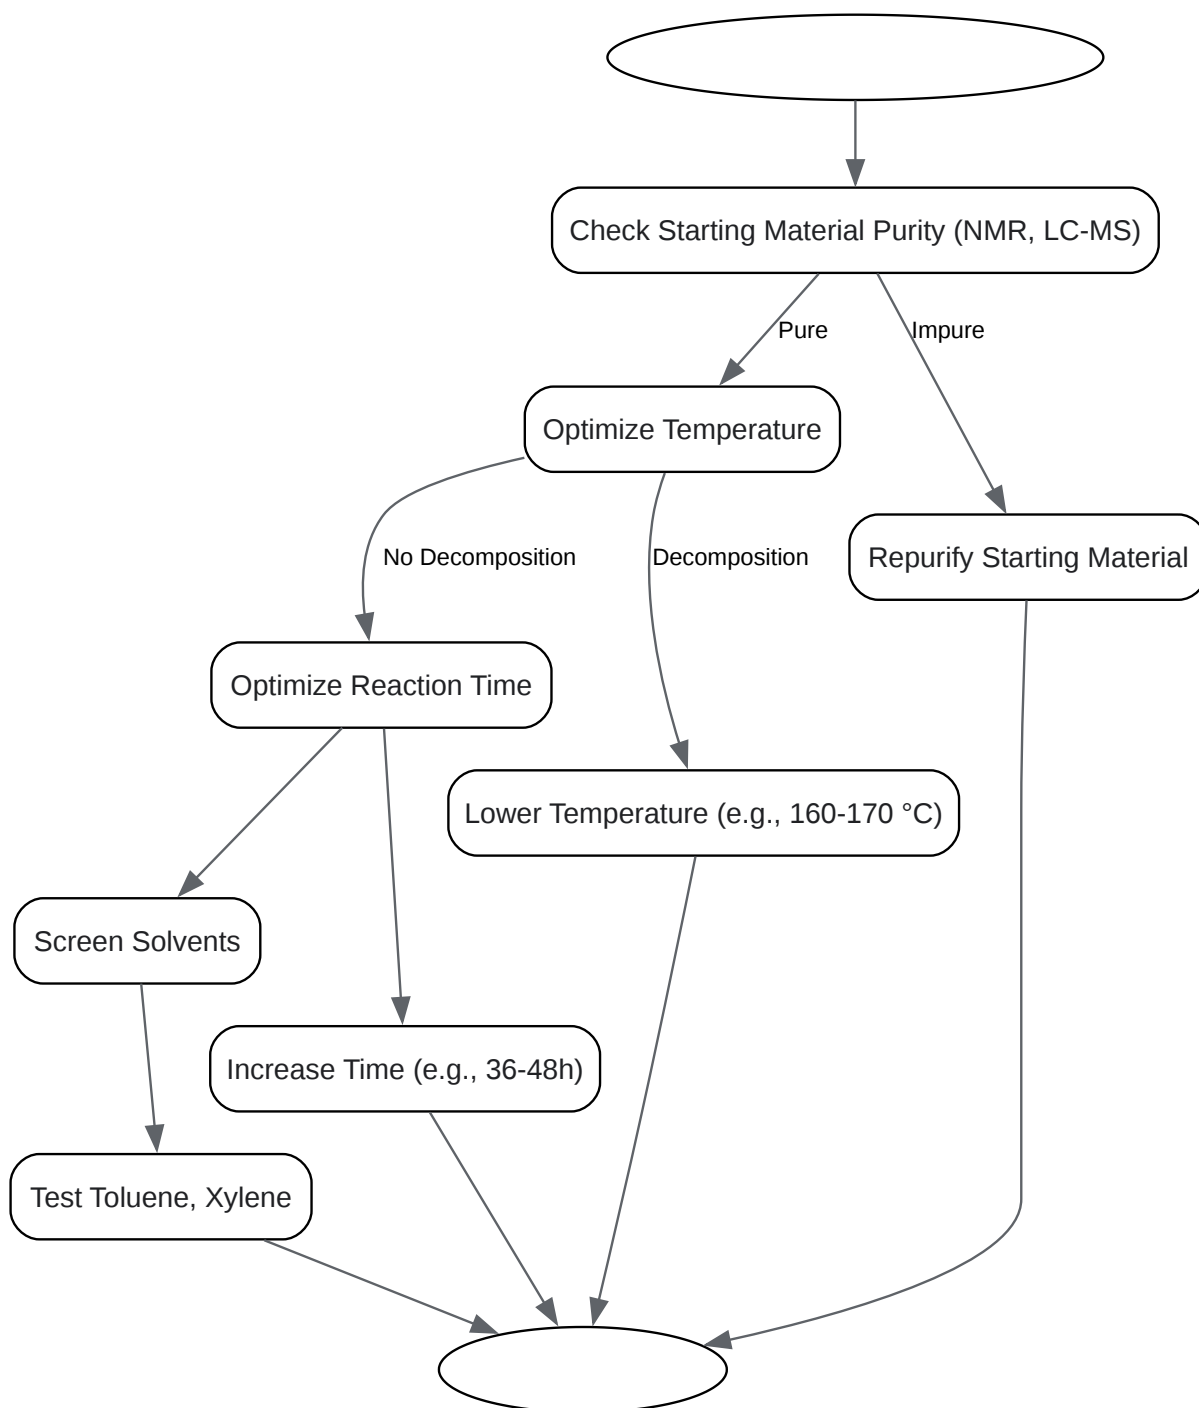 Check Starting Material Purity (NMR, LC-MS)
Pure
Impure
Optimize Temperature
No Decomposition
Decomposition
Repurify Starting Material
Optimize Reaction Time
Lower Temperature (e.g., 160-170 °C)
Screen Solvents
Increase Time (e.g., 36-48h)
Test Toluene, Xylene